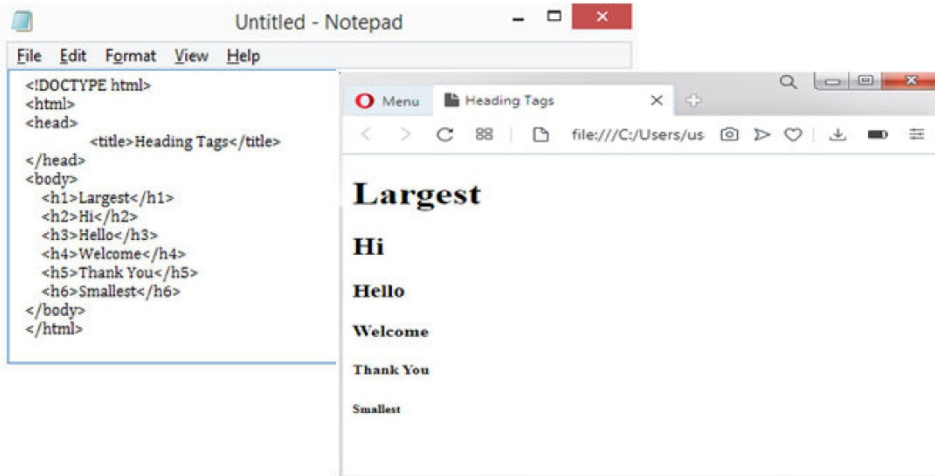 Untitled - Notepad
File Edit Format View Help
<!DOCTYPE html>
<html>
<head>
<title>Heading Tags</title>
</head>
<body>
<h1>Largest</h1>
<h2>Hi</h2>
<h3>Hello</h3>
<h4>Welcome</h4>
<h5>Thank You</h5>
<h6>Smallest</h6>
</body>
</html>
Menu Heading Tags
file:///C:/Users/us
Largest
Hi
Hello
Welcome
Thank You
Smallest